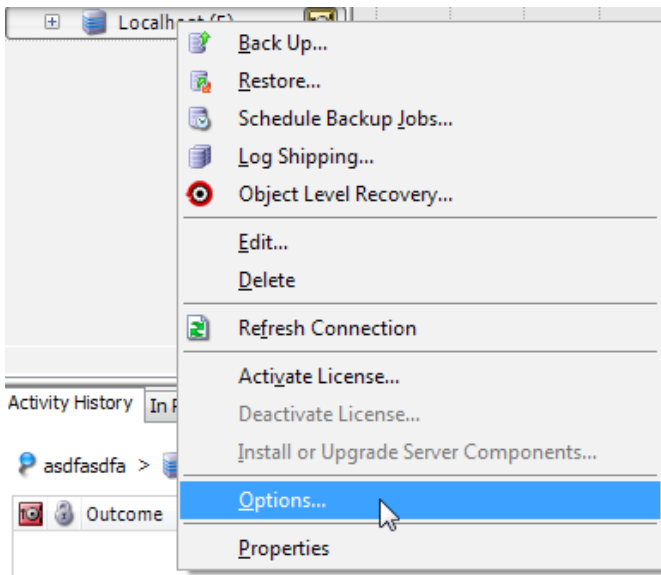 Localhost (5)
Back Up...
Restore...
Schedule Backup Jobs...
Log Shipping...
Object Level Recovery...
Edit...
Delete
Refresh Connection
Activate License...
Activity History In
Deactivate License...
asdfasdfa >
Install or Upgrade Server Components...
Outcome
Options...
Properties